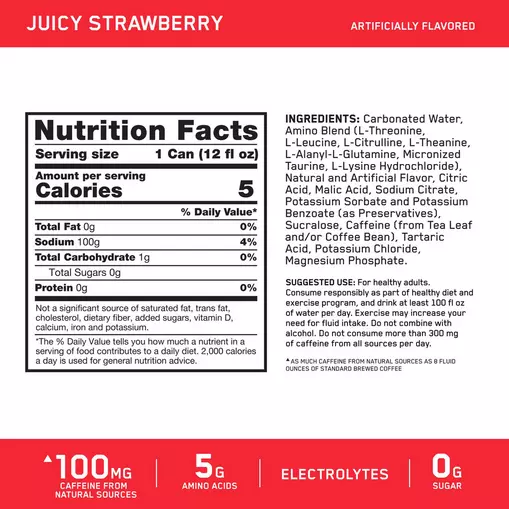 JUICY STRAWBERRY
ARTIFICIALLY FLAVORED
Nutrition Facts
Serving size 1 Can (12 fl oz)
Amount per serving
Calories 5
% Daily Value*
Total Fat 0g 0%
Sodium 100g 4%
Total Carbohydrate 1g 0%
Total Sugars 0g
Protein 0g 0%
Not a significant source of saturated fat, trans fat,
cholesterol, dietary fiber, added sugars, vitamin D,
calcium, iron and potassium.
*The % Daily Value tells you how much a nutrient in a
serving of food contributes to a daily diet. 2,000 calories
a day is used for general nutrition advice.
INGREDIENTS: Carbonated Water,
Amino Blend (L-Threonine,
L-Leucine, L-Citrulline, L-Theanine,
L-Alanyl-L-Glutamine, Micronized
Taurine, L-Lysine Hydrochloride),
Natural and Artificial Flavor, Citric
Acid, Malic Acid, Sodium Citrate,
Potassium Sorbate and Potassium
Benzoate (as Preservatives),
Sucralose, Caffeine (from Tea Leaf
and/or Coffee Bean), Tartaric
Acid, Potassium Chloride,
Magnesium Phosphate.
SUGGESTED USE: For healthy adults.
Consume responsibly as part of healthy diet and
exercise program, and drink at least 100 fl oz
of water per day. Exercise may increase your
need for fluid intake. Do not combine with
alcohol. Do not consume more than 300 mg
of caffeine from all sources per day.
▲AS MUCH CAFFEINE FROM NATURAL SOURCES AS 8 FLUID
OUNCES OF STANDARD BREWED COFFEE
▲100MG
CAFFEINE FROM
NATURAL SOURCES
5G
AMINO ACIDS
ELECTROLYTES
0G
SUGAR